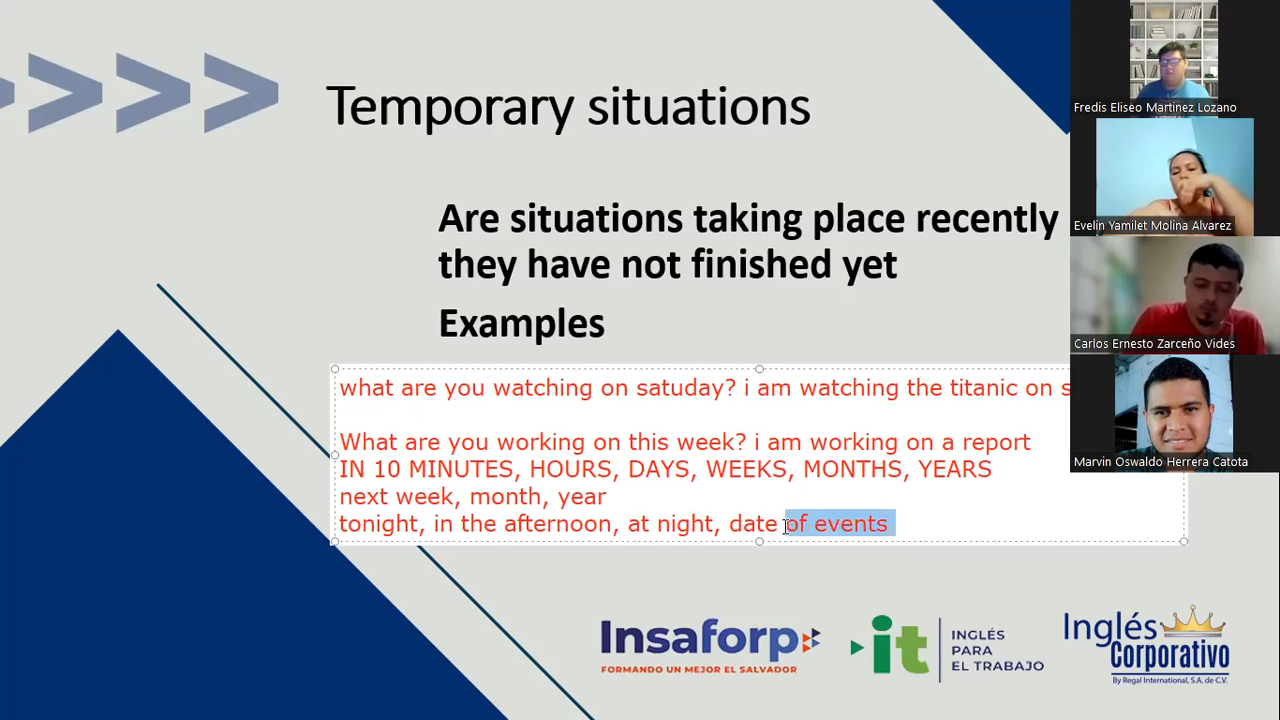 Temporary situations
Are situations taking place recently
they have not finished yet
Examples
what are you watching on satuday? i am watching the titanic on s
What are you working on this week? i am working on a report
IN 10 MINUTES, HOURS, DAYS, WEEKS, MONTHS, YEARS
next week, month, year
tonight, in the afternoon, at night, date of events
Fredis Eliseo Martinez Lozano
Evelin Yamilet Molina Alvarez
Carlos Ernesto Zarceño Vides
Marvin Oswaldo Herrera Catota
Insaforp
FORMANDO UN MEJOR EL SALVADOR
it
INGLÉS
PARA
EL TRABAJO
Inglés
Corporativo
By Regal International, S.A. de C.V.